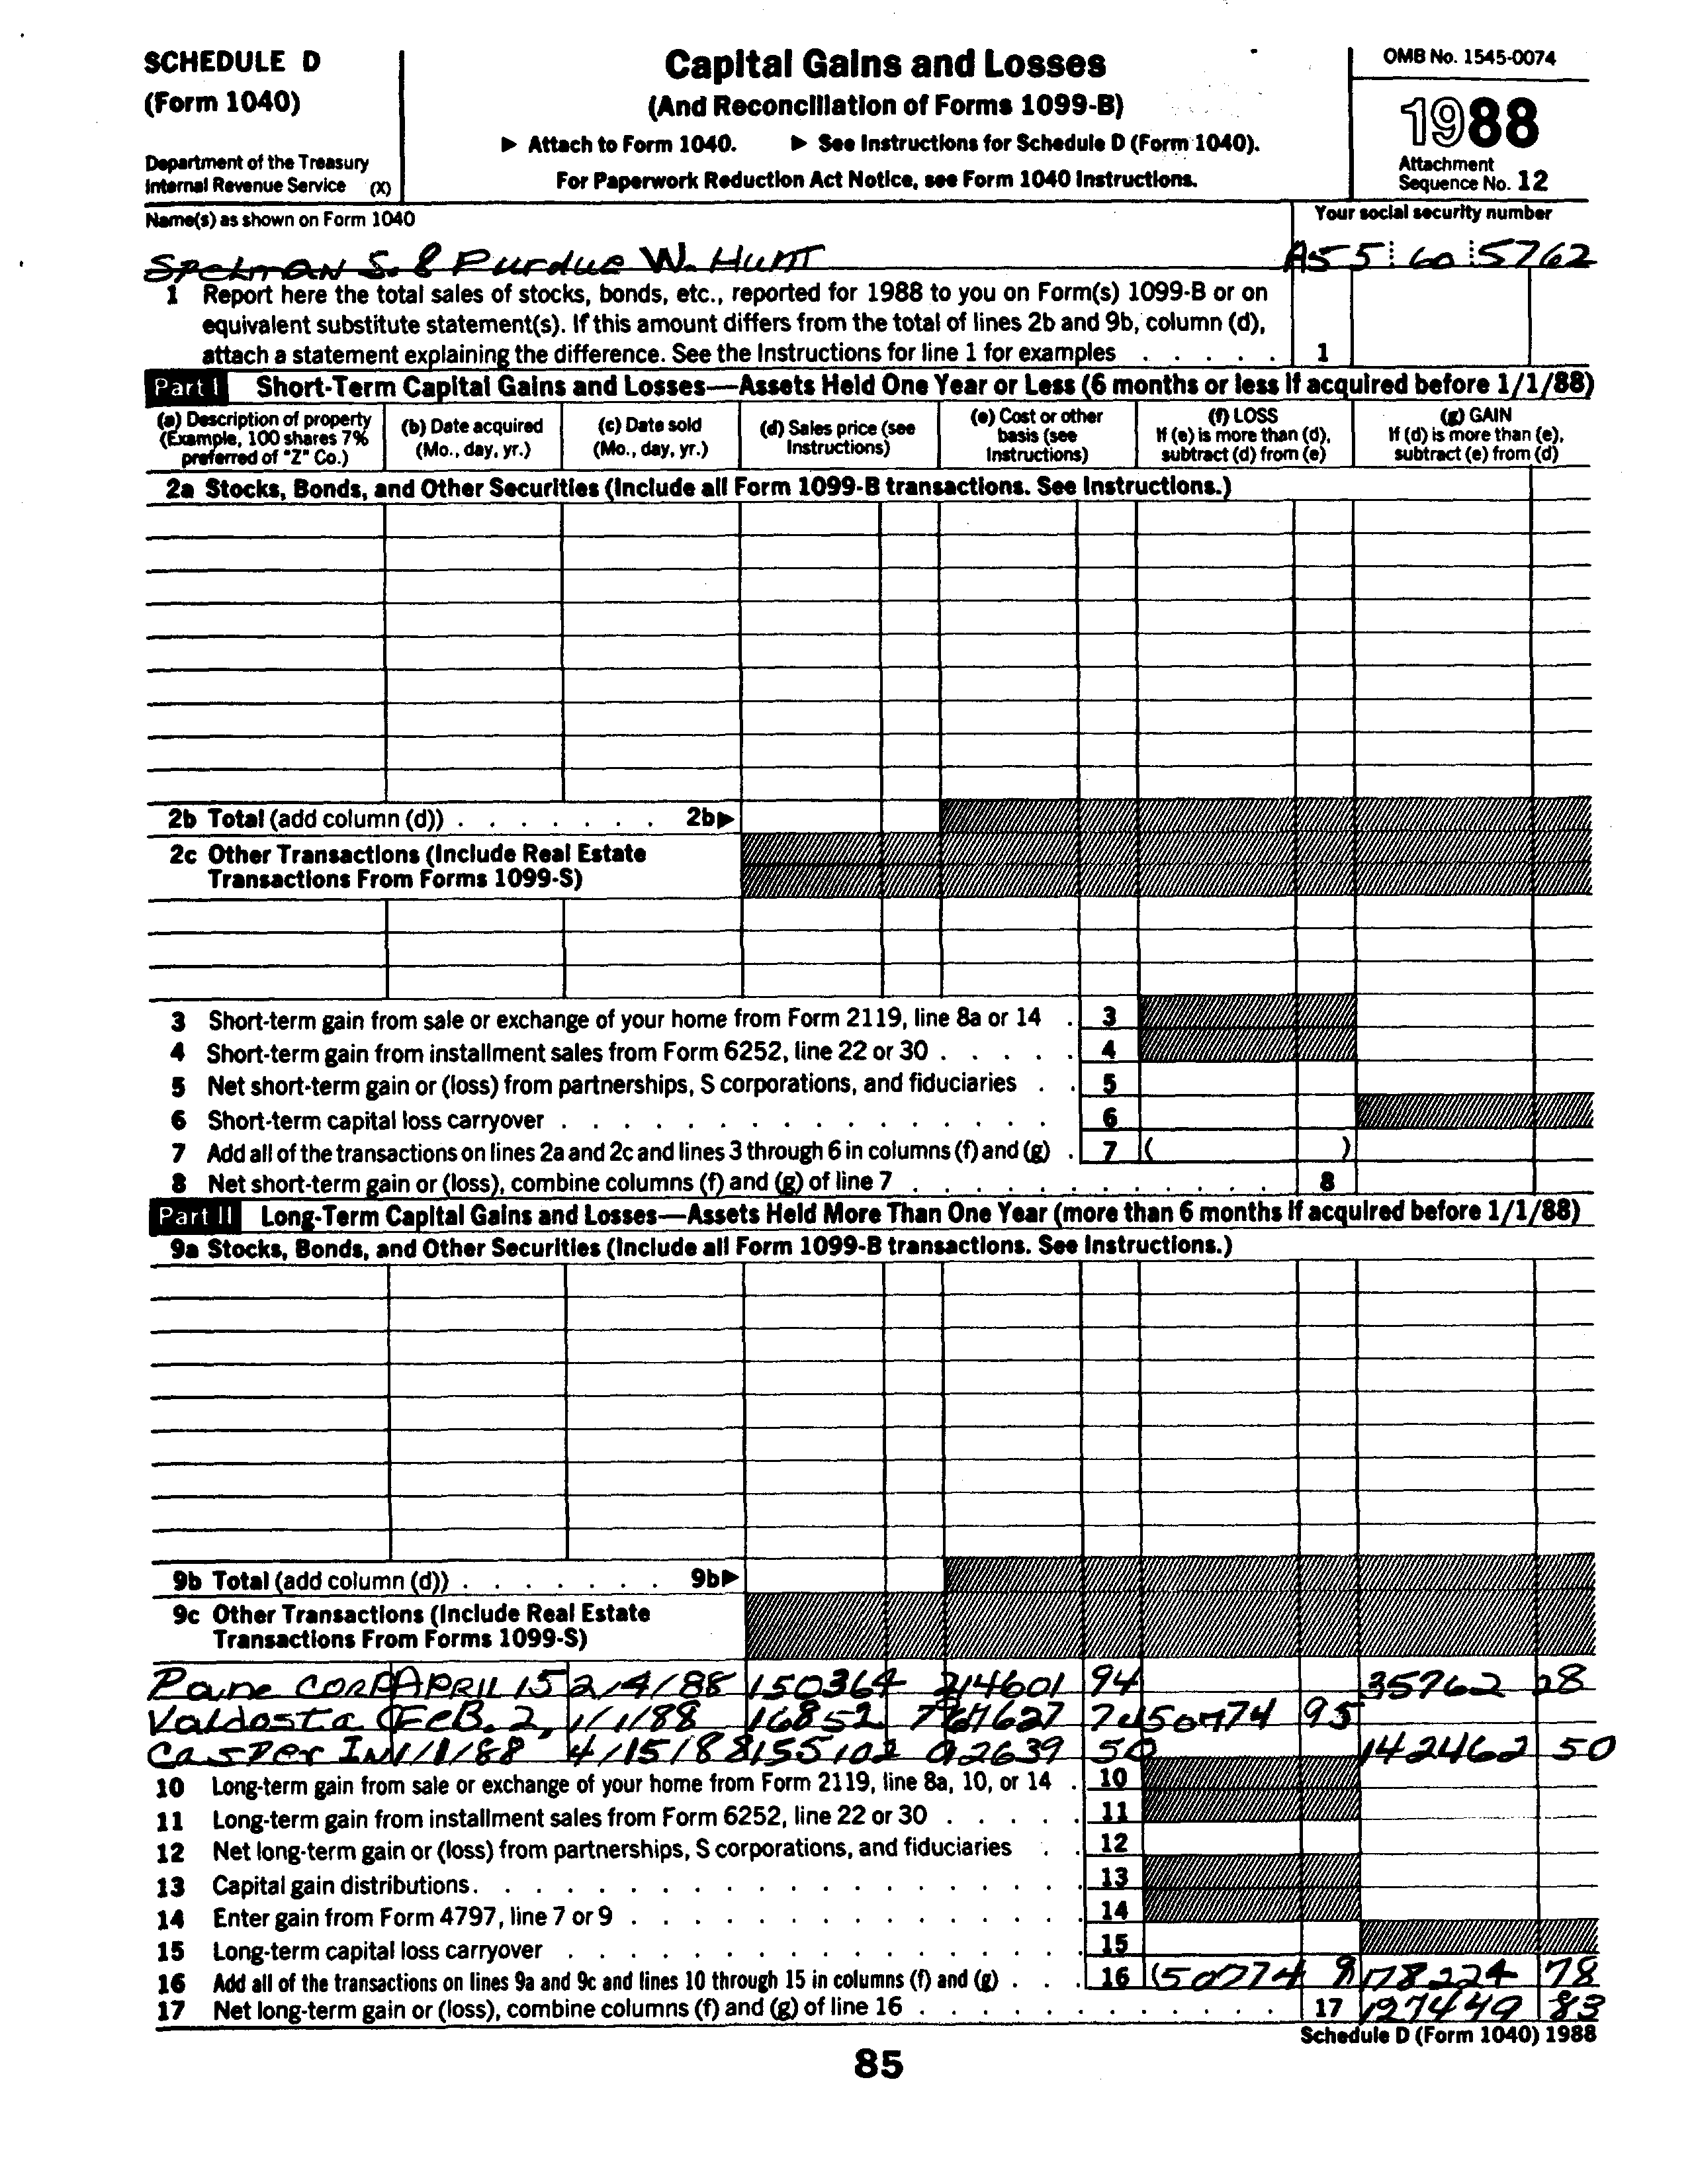 SCHEDULE D
(Form 1040)
Department of the Treasury
Internal Revenue Service (X)
Capital Gains and Losses
(And Reconciliation of Forms 1099-B)
▶ Attach to Form 1040. ▶ See Instructions for Schedule D (Form 1040).
For Paperwork Reduction Act Notice, see Form 1040 Instructions.
OMB No. 1545-0074
1988
Attachment
Sequence No. 12
Name(s) as shown on Form 1040
Your social security number
Spelman S. & Purdue W. Hunt
A55 60 5762
1 Report here the total sales of stocks, bonds, etc., reported for 1988 to you on Form(s) 1099-B or on
equivalent substitute statement(s). If this amount differs from the total of lines 2b and 9b, column (d),
attach a statement explaining the difference. See the Instructions for line 1 for examples . . . . . 1
Part I Short-Term Capital Gains and Losses—Assets Held One Year or Less (6 months or less if acquired before 1/1/88)
(a) Description of property
(Example, 100 shares 7%
preferred of "Z" Co.)
(b) Date acquired
(Mo., day, yr.)
(c) Date sold
(Mo., day, yr.)
(d) Sales price (see
Instructions)
(e) Cost or other
basis (see
Instructions)
(f) LOSS
If (e) is more than (d),
subtract (d) from (e)
(g) GAIN
If (d) is more than (e),
subtract (e) from (d)
2a Stocks, Bonds, and Other Securities (Include all Form 1099-B transactions. See Instructions.)
2b Total (add column (d)) . . . . . . . 2b▶
2c Other Transactions (Include Real Estate
Transactions From Forms 1099-S)
3 Short-term gain from sale or exchange of your home from Form 2119, line 8a or 14 . 3
4 Short-term gain from installment sales from Form 6252, line 22 or 30 . . . . . 4
5 Net short-term gain or (loss) from partnerships, S corporations, and fiduciaries . . 5
6 Short-term capital loss carryover . . . . . . . . . . . . . . . . 6
7 Add all of the transactions on lines 2a and 2c and lines 3 through 6 in columns (f) and (g) . 7 ( )
8 Net short-term gain or (loss), combine columns (f) and (g) of line 7 . . . . . . . . . . . . 8
Part II Long-Term Capital Gains and Losses—Assets Held More Than One Year (more than 6 months if acquired before 1/1/88)
9a Stocks, Bonds, and Other Securities (Include all Form 1099-B transactions. See Instructions.)
9b Total (add column (d)) . . . . . . . 9b▶
9c Other Transactions (Include Real Estate
Transactions From Forms 1099-S)
Pane Corp APRIL 15 2/4/88 150364 94 35762 28
Valdosta FeB. 2, 1/1/88 16852 50774 95
Casper In 1/1/88 4/15/88 155102 12639 50 142462 50
10 Long-term gain from sale or exchange of your home from Form 2119, line 8a, 10, or 14 . 10
11 Long-term gain from installment sales from Form 6252, line 22 or 30 . . . . . 11
12 Net long-term gain or (loss) from partnerships, S corporations, and fiduciaries . . 12
13 Capital gain distributions. . . . . . . . . . . . . . . . . . . 13
14 Enter gain from Form 4797, line 7 or 9 . . . . . . . . . . . . . . 14
15 Long-term capital loss carryover . . . . . . . . . . . . . . . . 15
16 Add all of the transactions on lines 9a and 9c and lines 10 through 15 in columns (f) and (g) . . . 16 (50774 9 178224 78
17 Net long-term gain or (loss), combine columns (f) and (g) of line 16 . . . . . . . . . . . . 17 127449 83
Schedule D (Form 1040) 1988
85